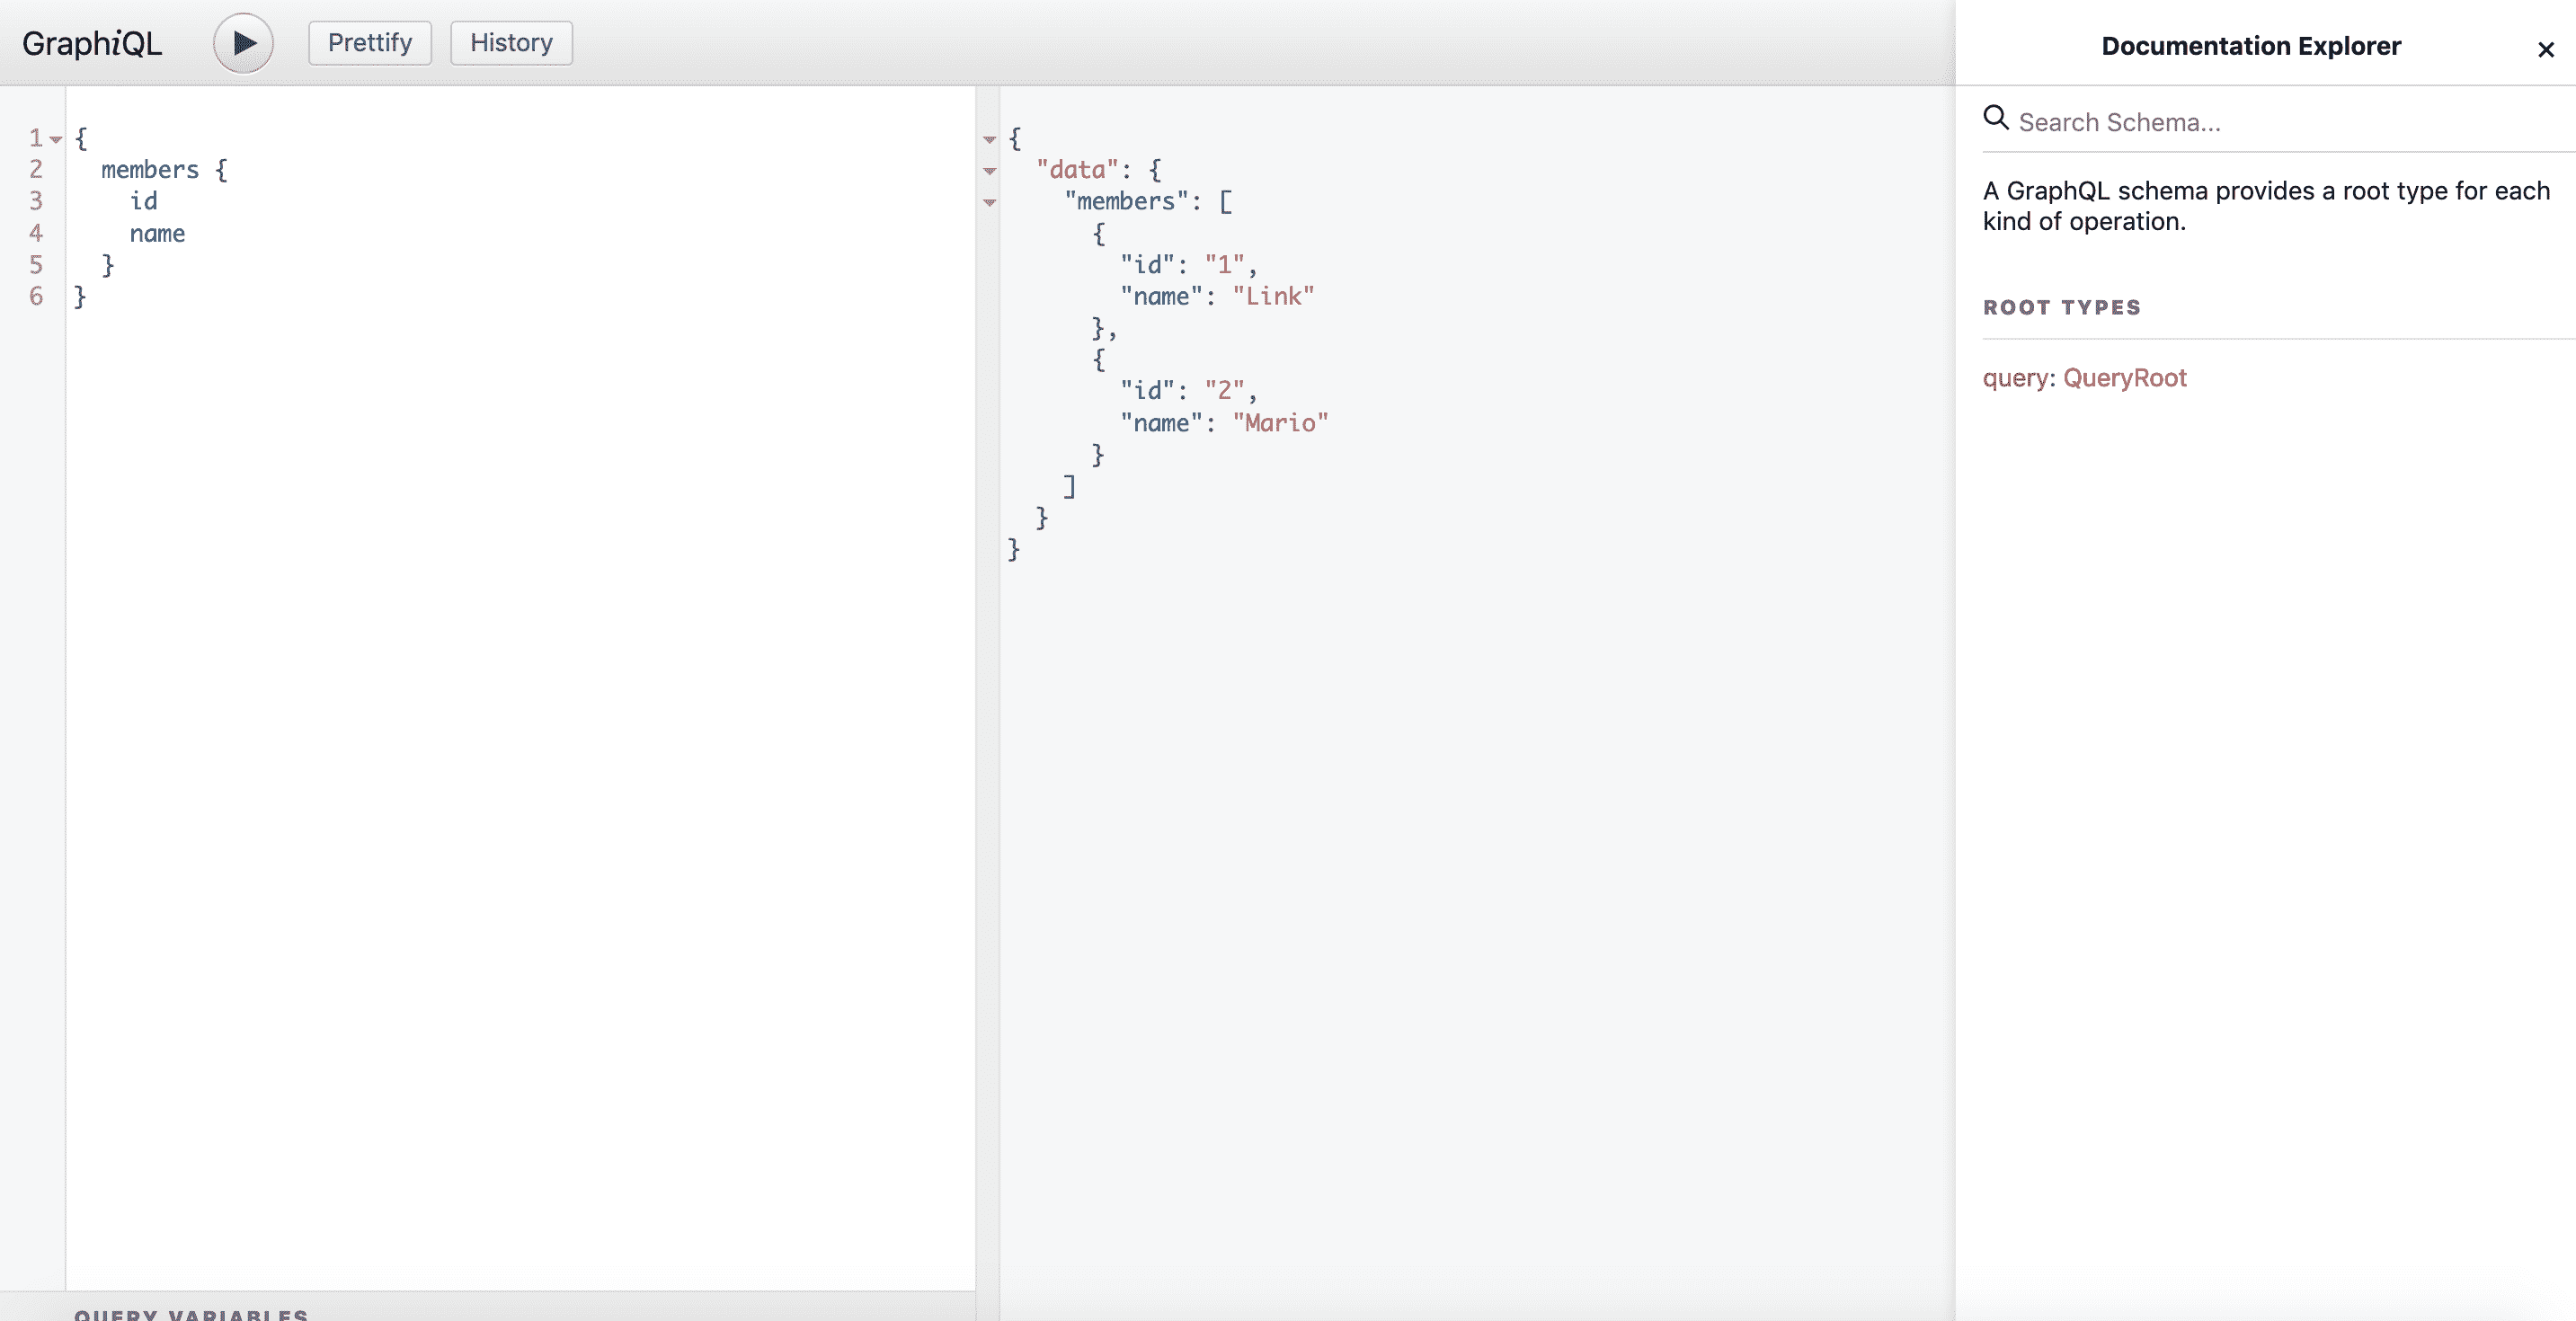 GraphiQL
Prettify
History
1
{
2
members {
3
id
4
name
5
}
6
}
QUERY VARIABLES
{
"data": {
"members": [
{
"id": "1",
"name": "Link"
},
{
"id": "2",
"name": "Mario"
}
]
}
}
Documentation Explorer
×
Search Schema...
A GraphQL schema provides a root type for each
kind of operation.
ROOT TYPES
query: QueryRoot